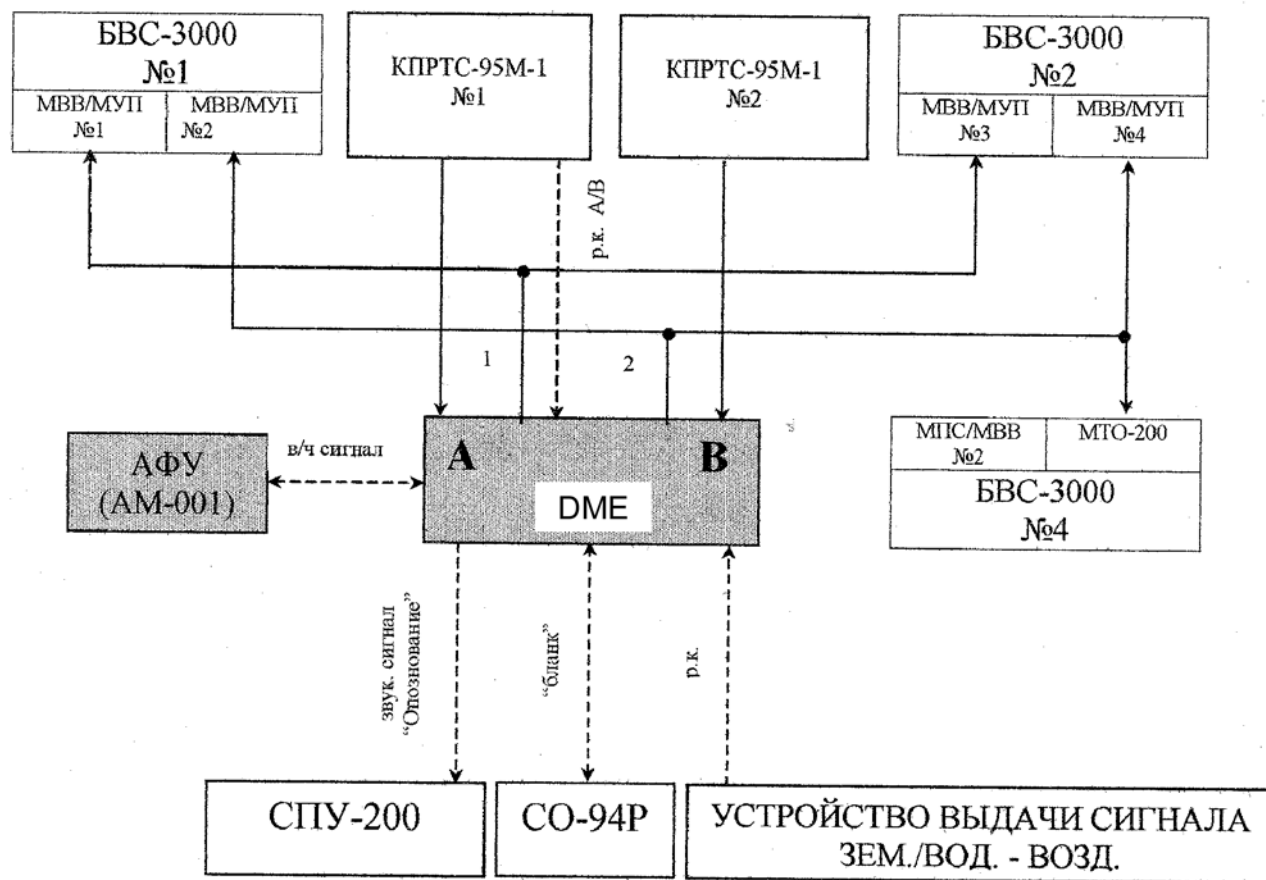 БВС-3000
№1
МВВ/МУП
№1
МВВ/МУП
№2
КПРТС-95М-1
№1
КПРТС-95М-1
№2
БВС-3000
№2
МВВ/МУП
№3
МВВ/МУП
№4
р.к. А/В
1
2
АФУ
(АМ-001)
в/ч сигнал
А
В
DME
МПС/МВВ
№2
МТО-200
БВС-3000
№4
звук. сигнал
“Опознование”
“бланк”
р.к.
СПУ-200
СО-94Р
УСТРОЙСТВО ВЫДАЧИ СИГНАЛА
ЗЕМ./ВОД. - ВОЗД.